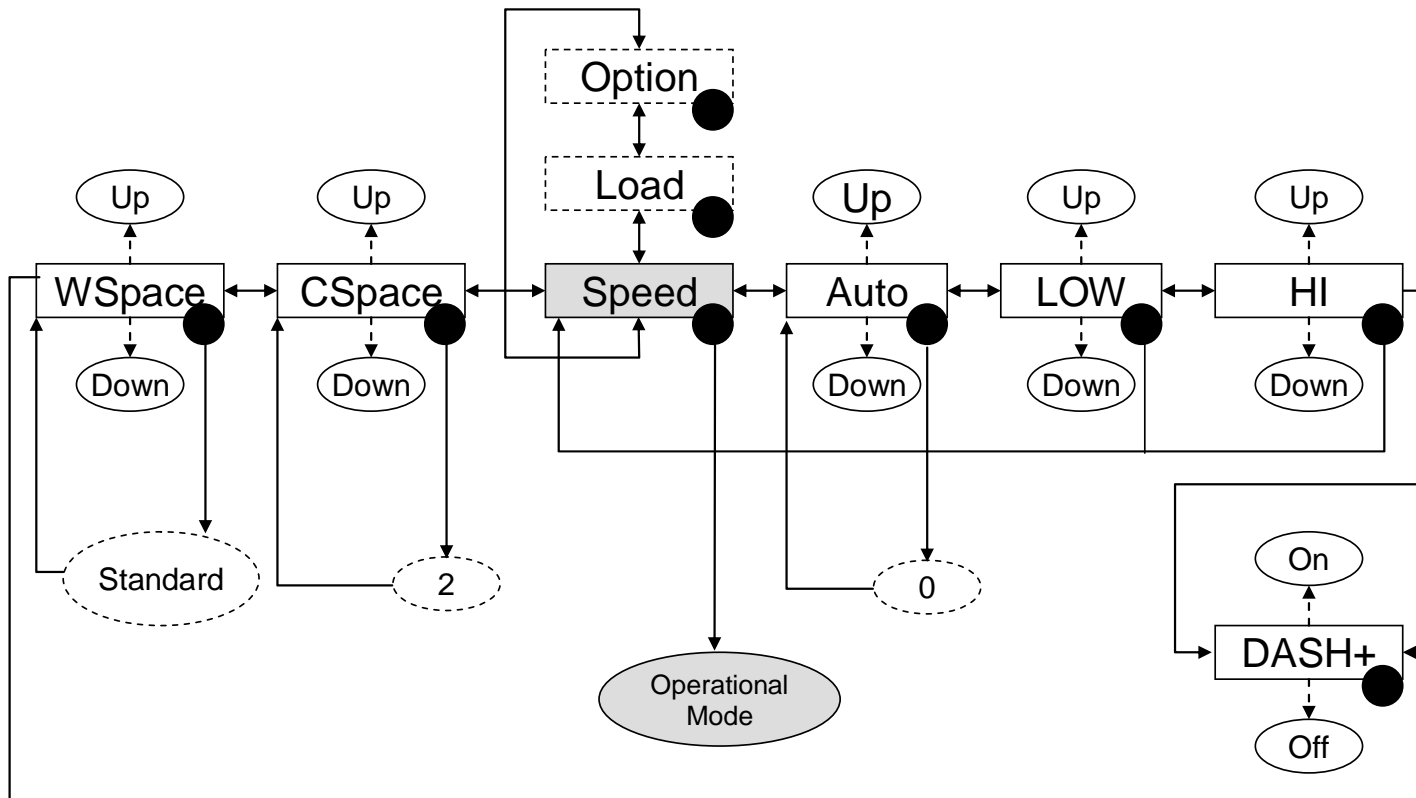 Option
Load
Up
Up
Up
Up
Up
WSpace
CSpace
Speed
Auto
LOW
HI
Down
Down
Down
Down
Down
Standard
2
0
On
DASH+
Off
Operational
Mode